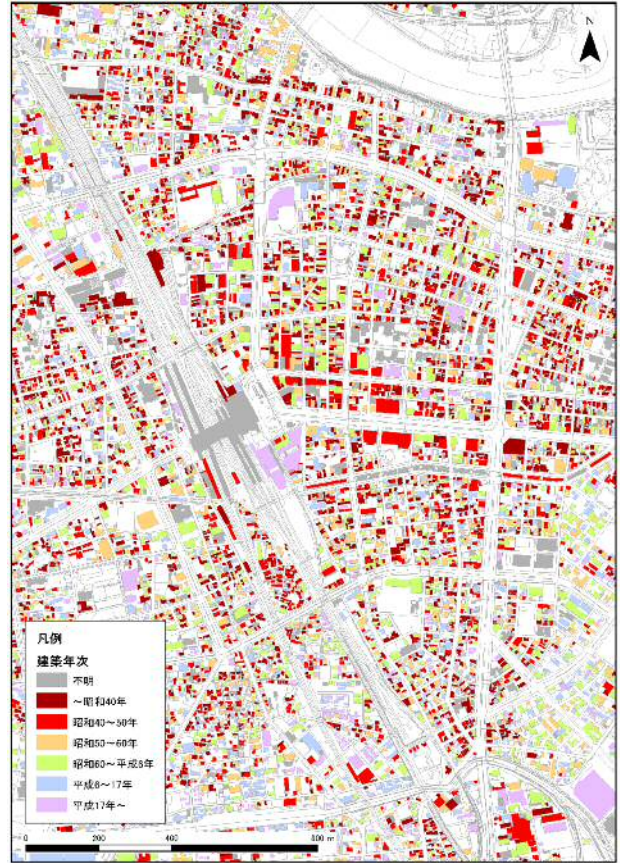 N
凡例
建築年次
不明
～昭和40年
昭和40～50年
昭和50～60年
昭和60～平成6年
平成6～17年
平成17年～
0 200 400 800 m